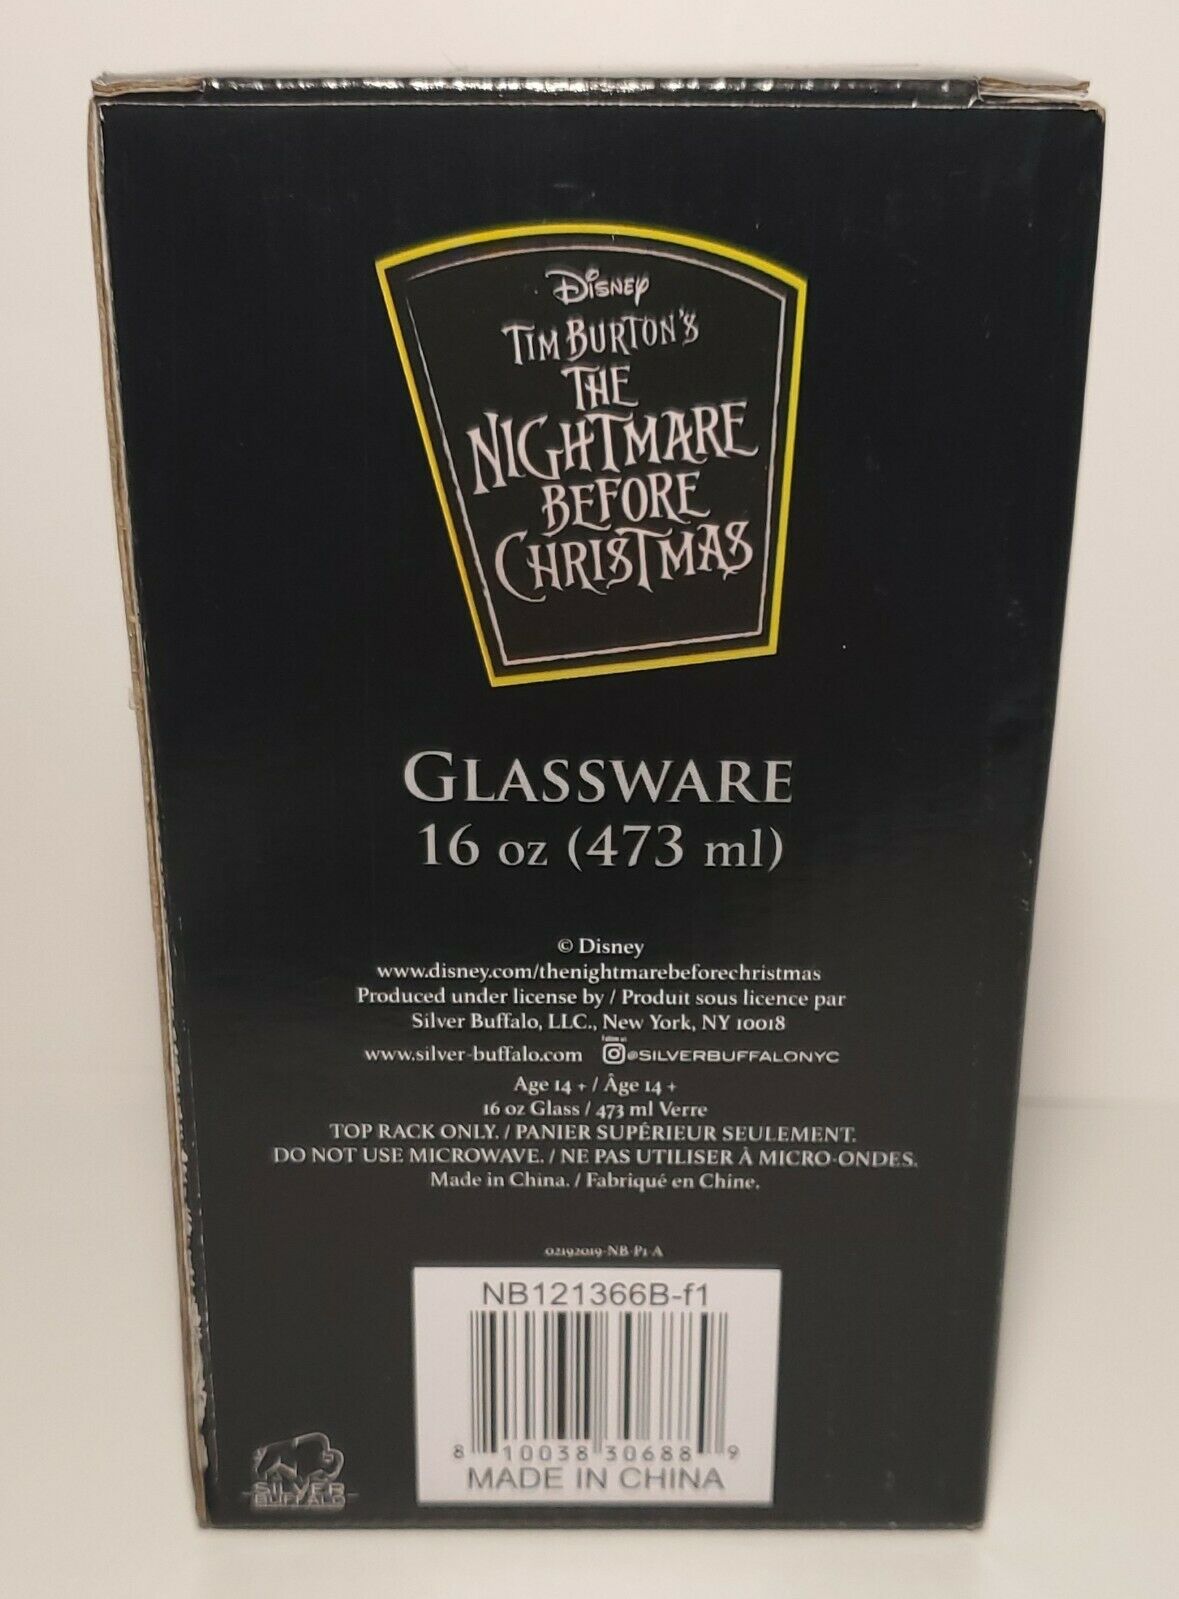 Disney
TIM BURTON'S
THE
NIGHTMARE
BEFORE
CHRISTMAS
GLASSWARE
16 oz (473 ml)
© Disney
www.disney.com/thenightmarebeforechristmas
Produced under license by / Produit sous licence par
Silver Buffalo, LLC., New York, NY 10018
Follow us
www.silver-buffalo.com @SILVERBUFFALONYC
Age 14 + / Âge 14 +
16 oz Glass / 473 ml Verre
TOP RACK ONLY. / PANIER SUPÉRIEUR SEULEMENT.
DO NOT USE MICROWAVE. / NE PAS UTILISER À MICRO-ONDES.
Made in China. / Fabriqué en Chine.
02192019-NB-P1-A
NB121366B-f1
8 10038 30688 9
MADE IN CHINA
SILVER
BUFFALO